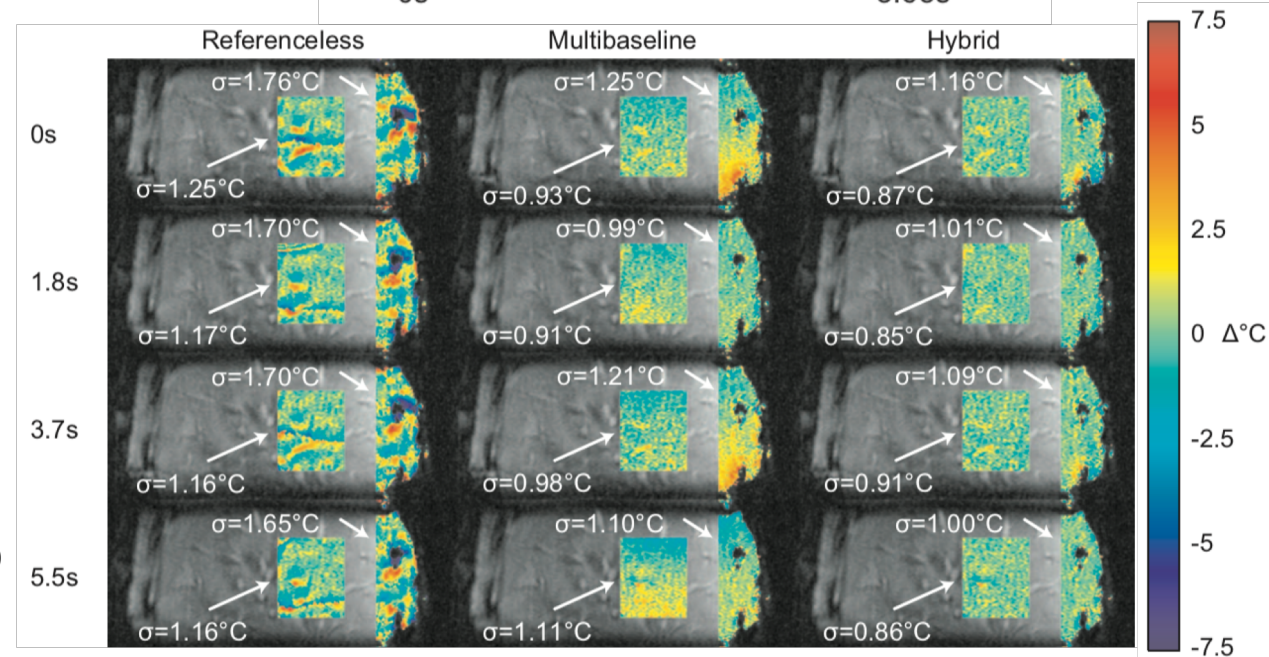 Referenceless Multibaseline Hybrid
0s
σ=1.76°C σ=1.25°C σ=1.16°C
σ=1.25°C σ=0.93°C σ=0.87°C
1.8s
σ=1.70°C σ=0.99°C σ=1.01°C
σ=1.17°C σ=0.91°C σ=0.85°C
3.7s
σ=1.70°C σ=1.21°C σ=1.09°C
σ=1.16°C σ=0.98°C σ=0.91°C
5.5s
σ=1.65°C σ=1.10°C σ=1.00°C
σ=1.16°C σ=1.11°C σ=0.86°C
7.5
5
2.5
0 Δ°C
-2.5
-5
-7.5